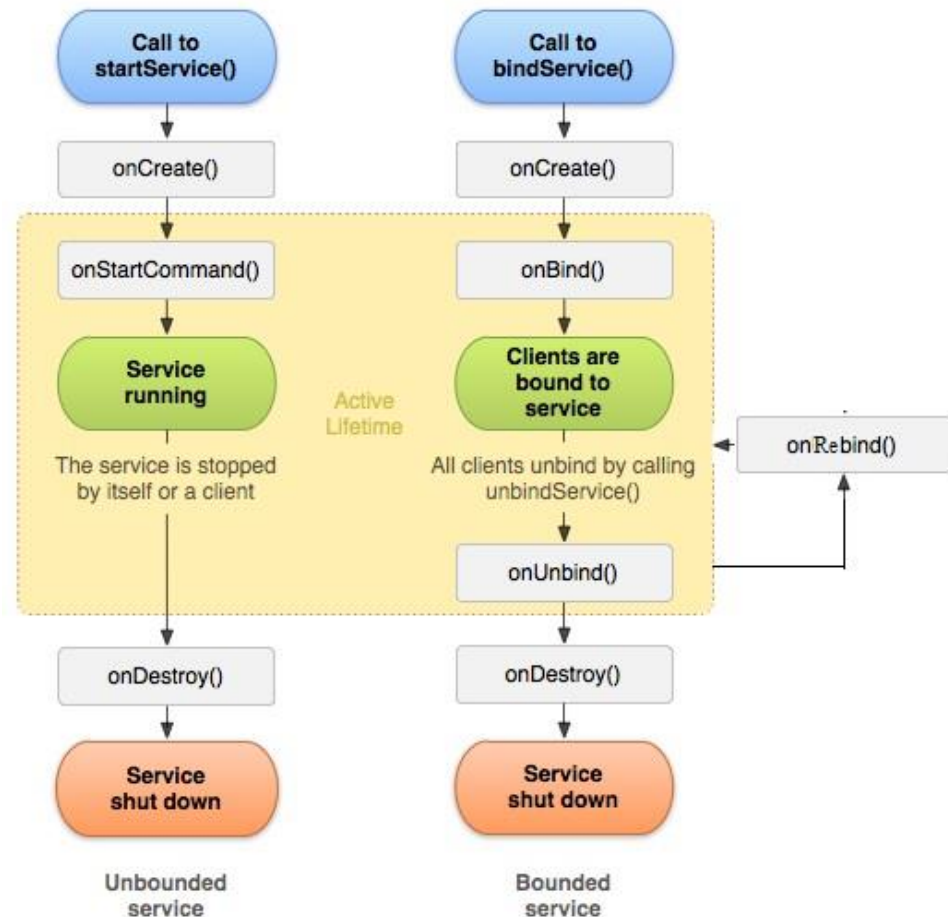 Call to
startService()
onCreate()
onStartCommand()
Service
running
The service is stopped
by itself or a client
onDestroy()
Service
shut down
Unbounded
service
Active
Lifetime
Call to
bindService()
onCreate()
onBind()
Clients are
bound to
service
All clients unbind by calling
unbindService()
onUnbind()
onRebind()
onDestroy()
Service
shut down
Bounded
service